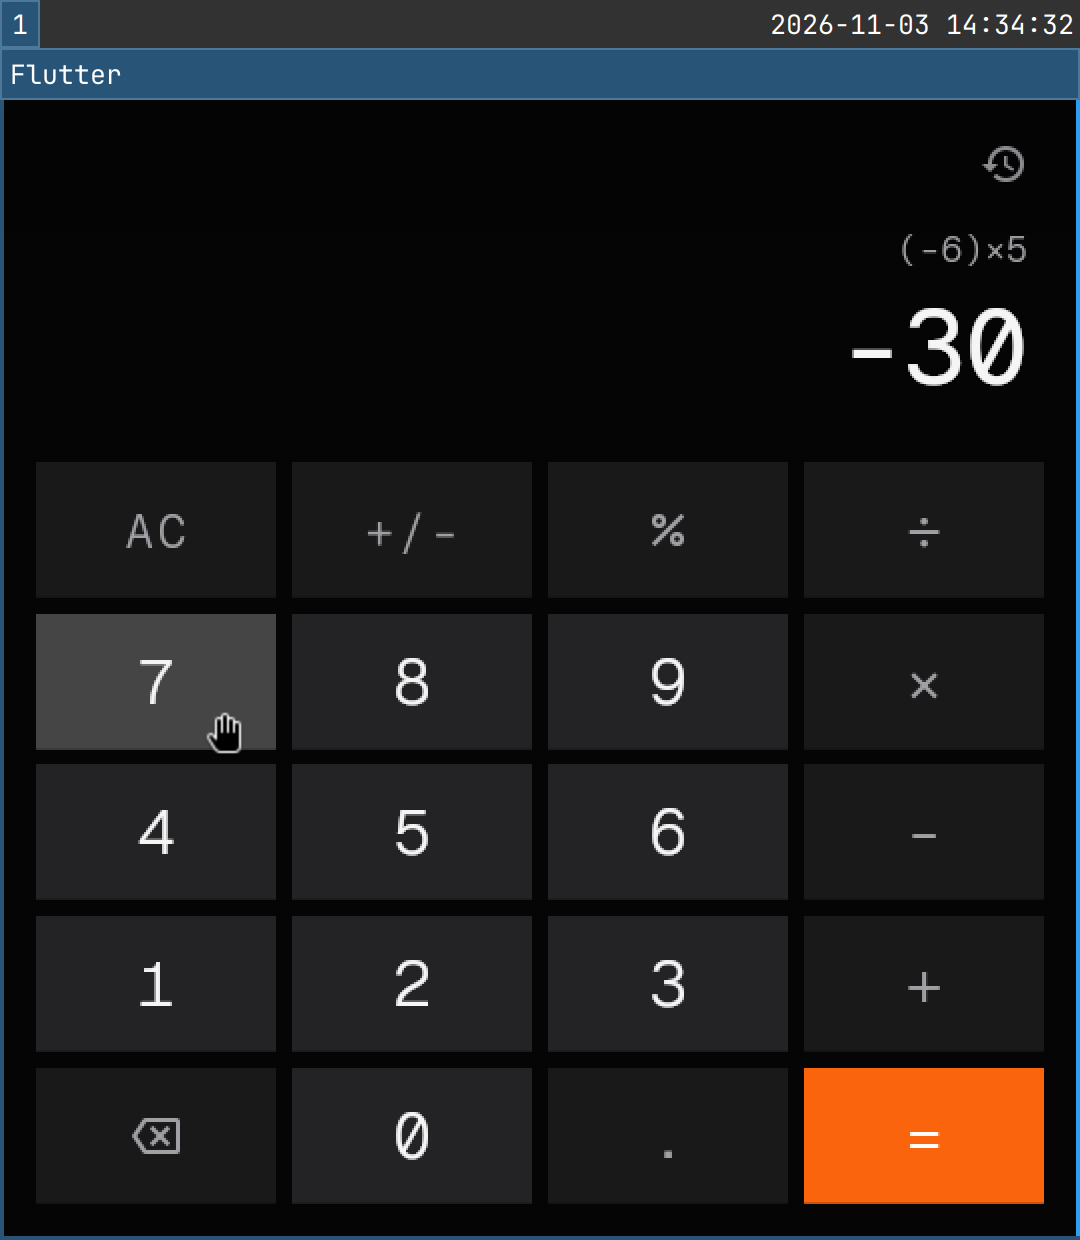 1 2026-11-03 14:34:32
Flutter
(-6)×5
-30
AC +/- % ÷
7 8 9 ×
4 5 6 -
1 2 3 +
0 . =